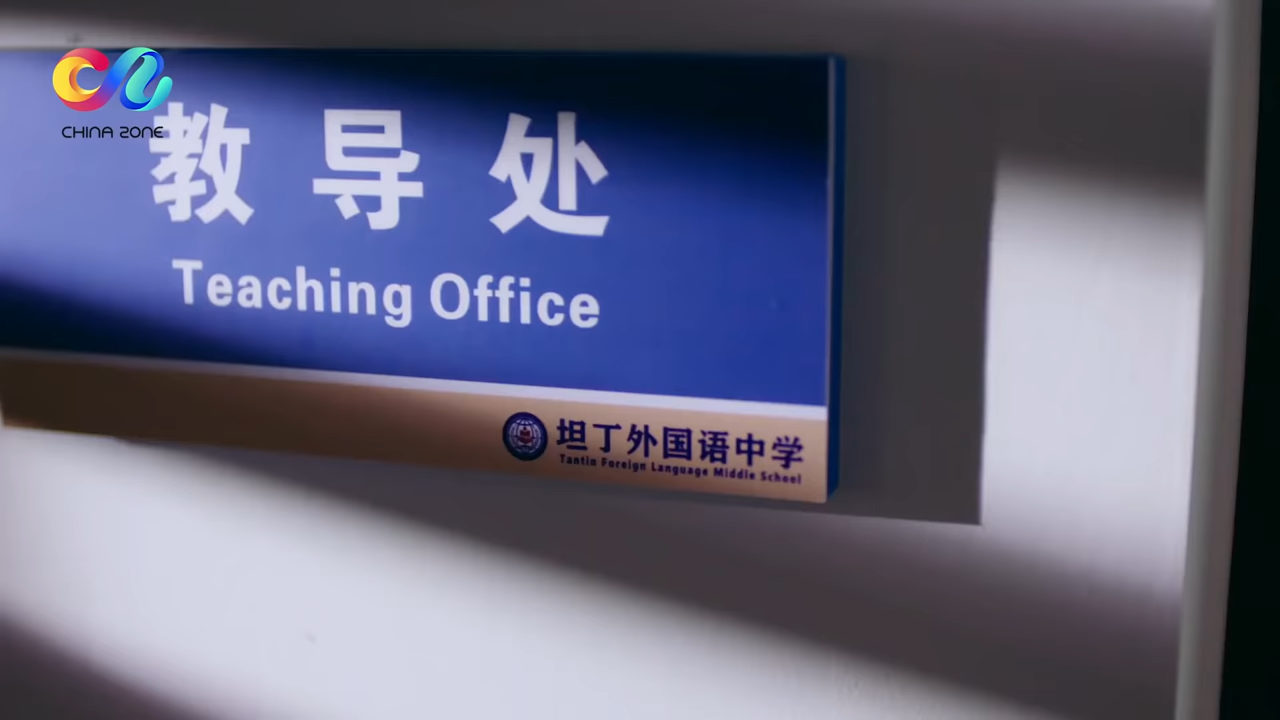 CHINA ZONE
教导处
Teaching Office
坦丁外国语中学
Tantin Foreign Language Middle School